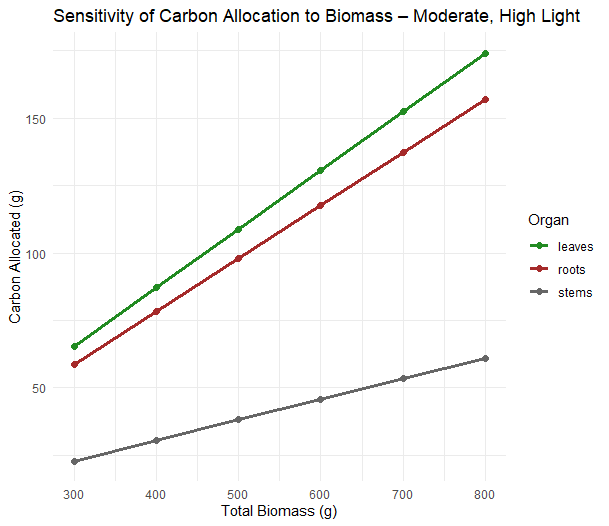 Sensitivity of Carbon Allocation to Biomass – Moderate, High Light
150
100
50
Carbon Allocated (g)
300 400 500 600 700 800
Total Biomass (g)
Organ
leaves
roots
stems